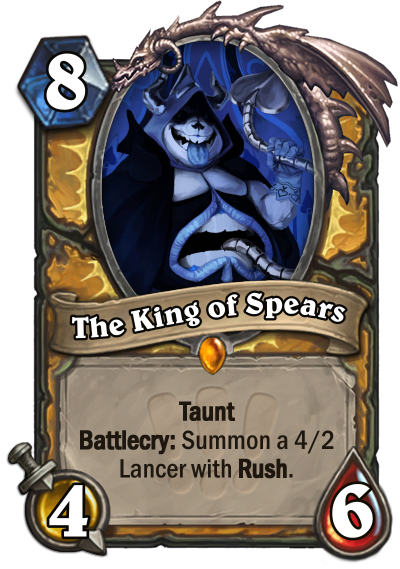 8
The King of Spears
Taunt
Battlecry: Summon a 4/2
Lancer with Rush.
4
6